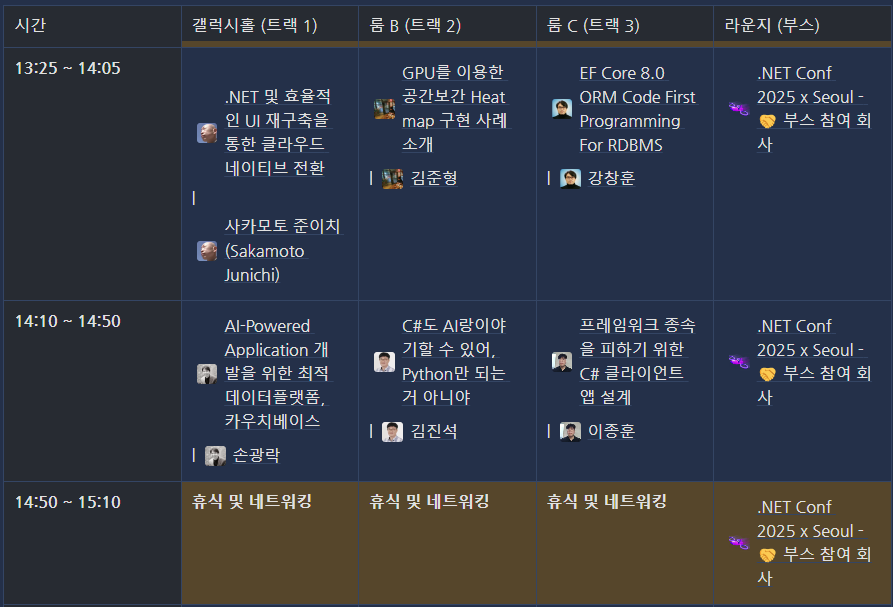 시간
갤럭시홀 (트랙 1)
룸 B (트랙 2)
룸 C (트랙 3)
라운지 (부스)
13:25 ~ 14:05
.NET 및 효율적
인 UI 재구축을
통한 클라우드
네이티브 전환
|
사카모토 준이치
(Sakamoto
Junichi)
GPU를 이용한
공간보간 Heat
map 구현 사례
소개
| 김준형
EF Core 8.0
ORM Code First
Programming
For RDBMS
| 강창훈
.NET Conf
2025 x Seoul -
🤝 부스 참여 회
사
14:10 ~ 14:50
AI-Powered
Application 개
발을 위한 최적
데이터플랫폼,
카우치베이스
| 손광락
C#도 AI랑이야
기할 수 있어,
Python만 되는
거 아니야
| 김진석
프레임워크 종속
을 피하기 위한
C# 클라이언트
앱 설계
| 이종훈
.NET Conf
2025 x Seoul -
🤝 부스 참여 회
사
14:50 ~ 15:10
휴식 및 네트워킹
휴식 및 네트워킹
휴식 및 네트워킹
.NET Conf
2025 x Seoul -
🤝 부스 참여 회
사